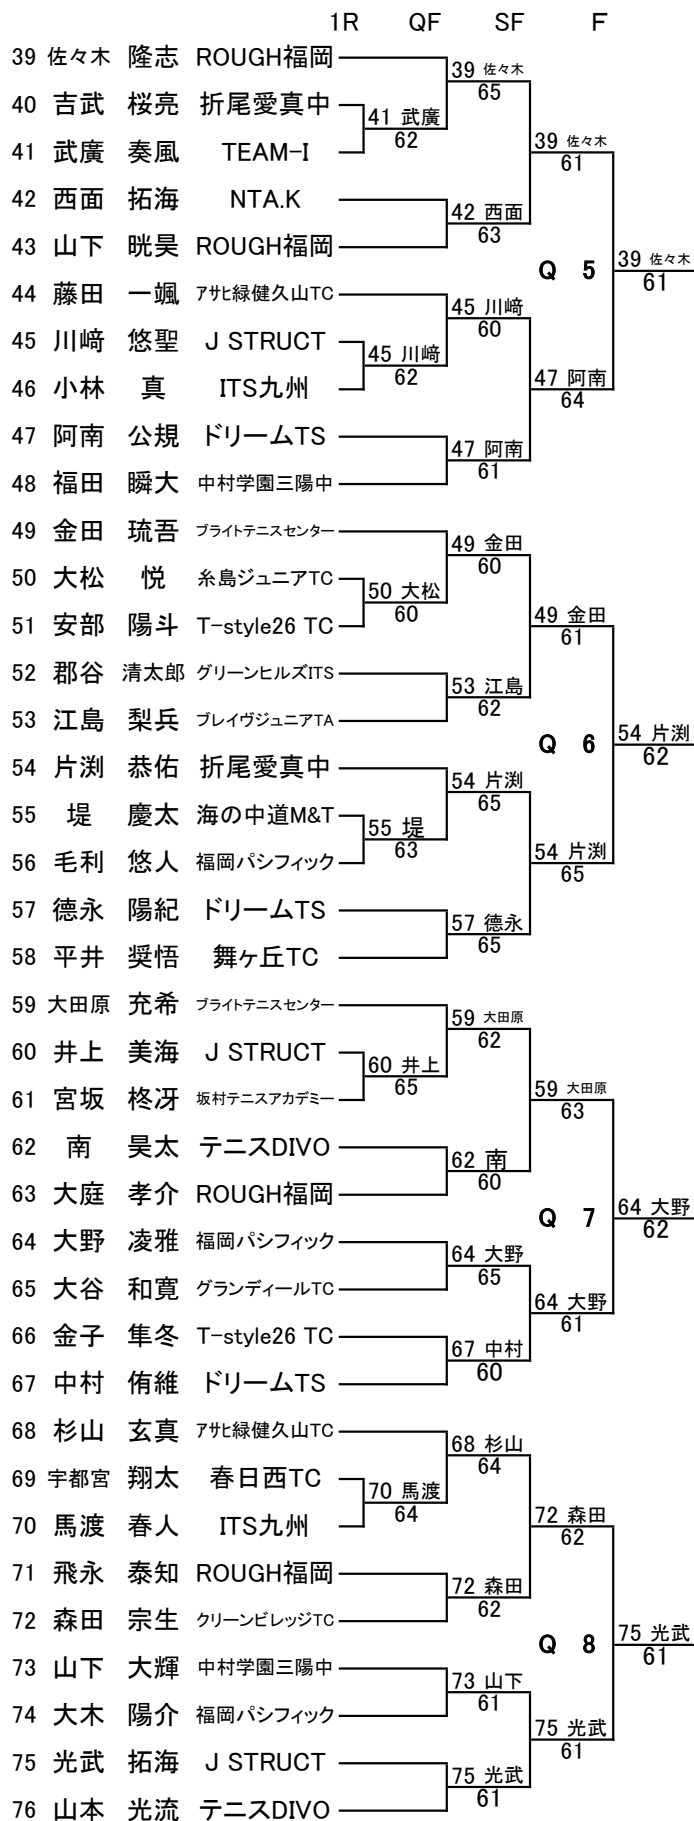 1R QF SF F
39 佐々木 隆志 ROUGH福岡
39 佐々木
65
40 吉武 桜亮 折尾愛真中
41 武廣
62
41 武廣 奏風 TEAM-I
39 佐々木
61
42 西面 拓海 NTA.K
42 西面
63
43 山下 晄昊 ROUGH福岡
Q 5
39 佐々木
61
44 藤田 一颯 アサヒ緑健久山TC
45 川﨑
60
45 川﨑 悠聖 J STRUCT
45 川﨑
62
46 小林 真 ITS九州
47 阿南
64
47 阿南 公規 ドリームTS
47 阿南
61
48 福田 瞬大 中村学園三陽中
49 金田 琉吾 ブライトテニスセンター
49 金田
60
50 大松 悦 糸島ジュニアTC
50 大松
60
51 安部 陽斗 T-style26 TC
49 金田
61
52 郡谷 清太郎 グリーンヒルズITS
53 江島
62
53 江島 梨兵 ブレイヴジュニアTA
Q 6
54 片渕
62
54 片渕 恭佑 折尾愛真中
54 片渕
65
55 堤 慶太 海の中道M&T
55 堤
63
56 毛利 悠人 福岡パシフィック
54 片渕
65
57 德永 陽紀 ドリームTS
57 德永
65
58 平井 奨悟 舞ヶ丘TC
59 大田原 充希 ブライトテニスセンター
59 大田原
62
60 井上 美海 J STRUCT
60 井上
65
61 宮坂 柊冴 坂村テニスアカデミー
59 大田原
63
62 南 昊太 テニスDIVO
62 南
60
63 大庭 孝介 ROUGH福岡
Q 7
64 大野
62
64 大野 凌雅 福岡パシフィック
64 大野
65
65 大谷 和寛 グランディールTC
64 大野
61
66 金子 隼冬 T-style26 TC
67 中村
60
67 中村 侑維 ドリームTS
68 杉山 玄真 アサヒ緑健久山TC
68 杉山
64
69 宇都宮 翔太 春日西TC
70 馬渡
64
70 馬渡 春人 ITS九州
72 森田
62
71 飛永 泰知 ROUGH福岡
72 森田
62
72 森田 宗生 クリーンビレッジTC
Q 8
75 光武
61
73 山下 大輝 中村学園三陽中
73 山下
61
74 大木 陽介 福岡パシフィック
75 光武
61
75 光武 拓海 J STRUCT
75 光武
61
76 山本 光流 テニスDIVO